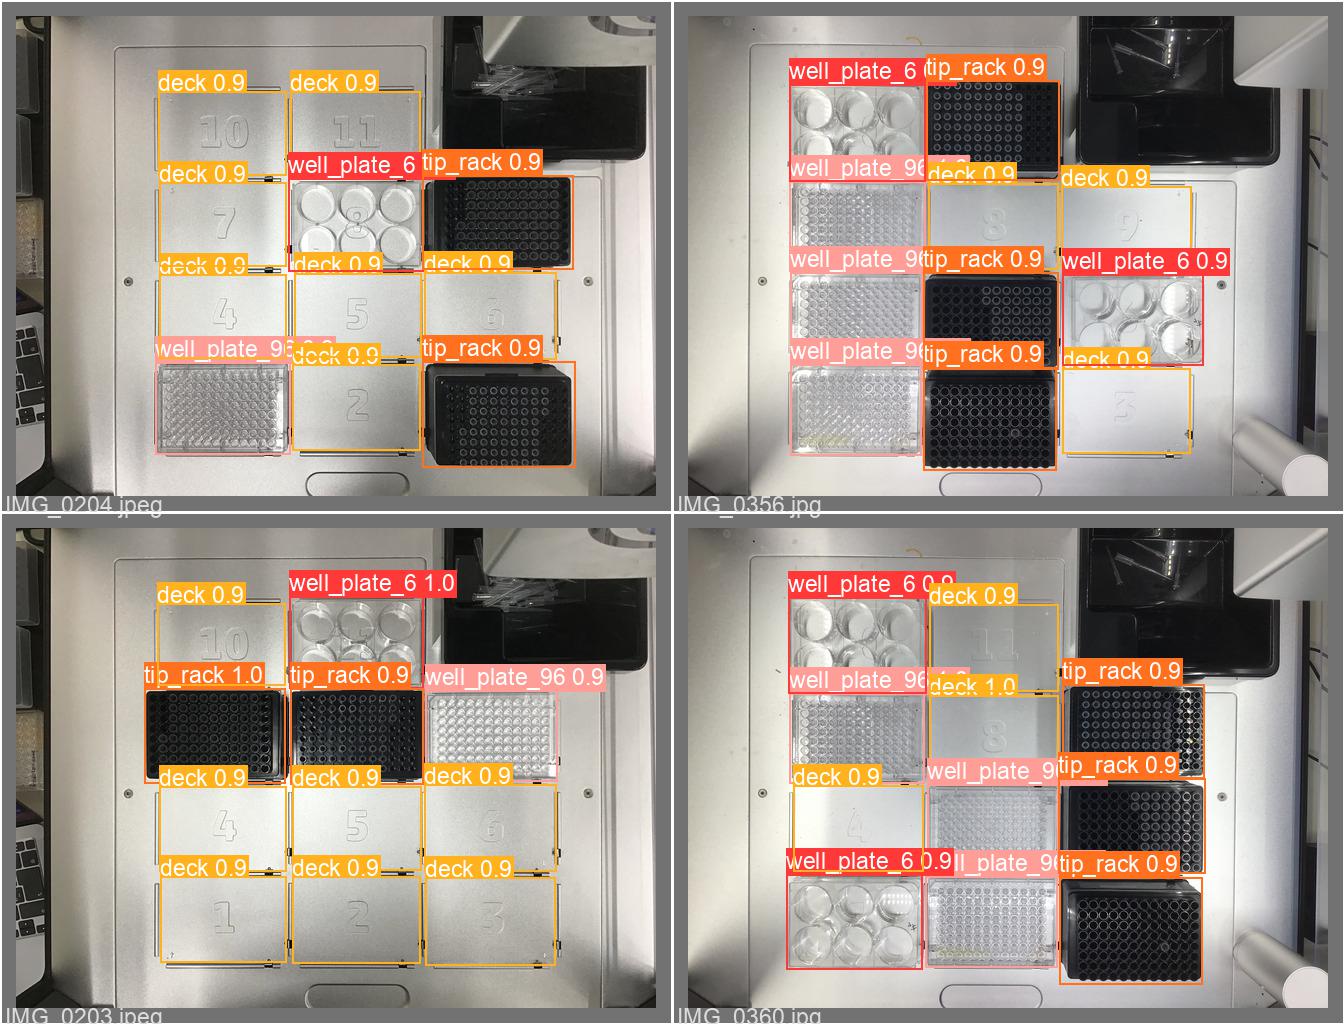 deck 0.9 deck 0.9
10 11
well_plate_6 tip_rack 0.9
deck 0.9
7 8
deck 0.9 deck 0.9 deck 0.9
4 5 6
well_plate_96 0.9 deck 0.9 tip_rack 0.9
2
IMG_0204.jpeg
well_plate_6 tip_rack 0.9
well_plate_96 deck 0.9 deck 0.9
8 9
well_plate_96 tip_rack 0.9 well_plate_6 0.9
well_plate_96 tip_rack 0.9 deck 0.9
3
IMG_0356.jpg
deck 0.9 well_plate_6 1.0
10
tip_rack 1.0 tip_rack 0.9 well_plate_96 0.9
deck 0.9 deck 0.9 deck 0.9
4 5 6
deck 0.9 deck 0.9 deck 0.9
1 2 3
IMG_0203.jpeg
well_plate_6 0.9 deck 0.9
11
well_plate_96 deck 1.0 tip_rack 0.9
8
deck 0.9 well_plate_96 tip_rack 0.9
4
well_plate_6 0.9 well_plate_96 tip_rack 0.9
IMG_0360.jpg